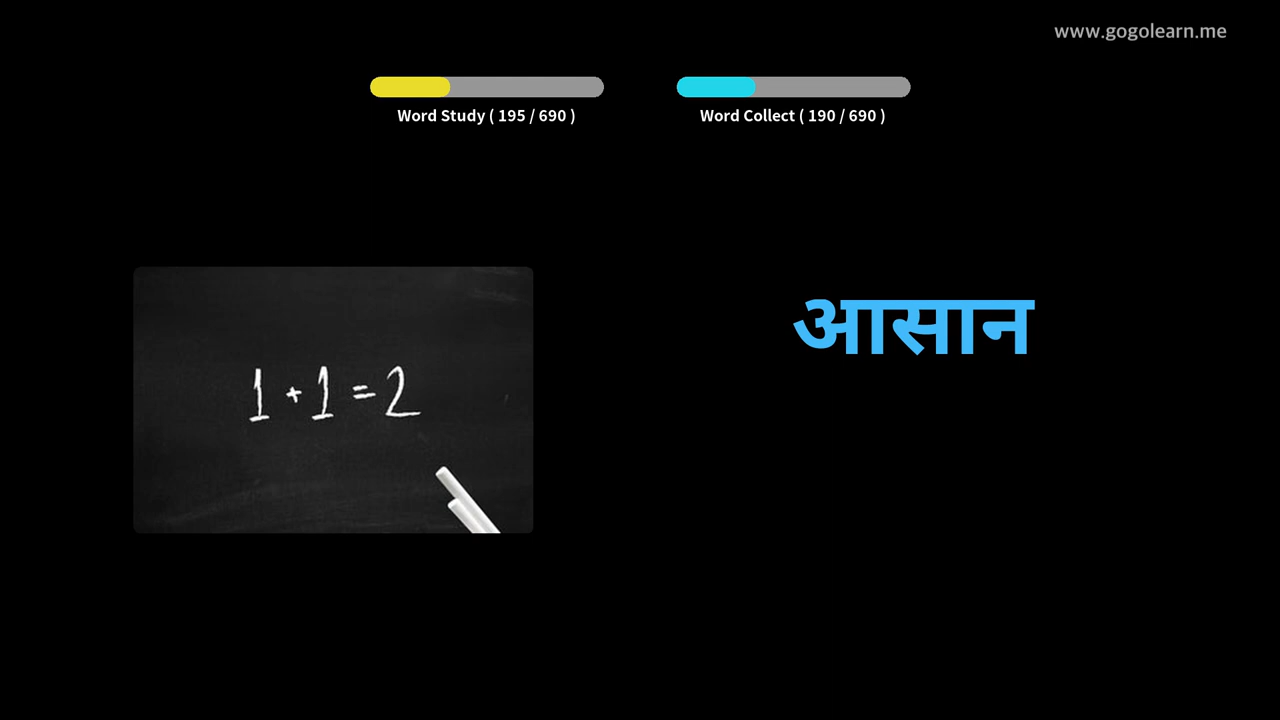 www.gogolearn.me
Word Study ( 195 / 690 )
Word Collect ( 190 / 690 )
आसान
1 + 1 = 2